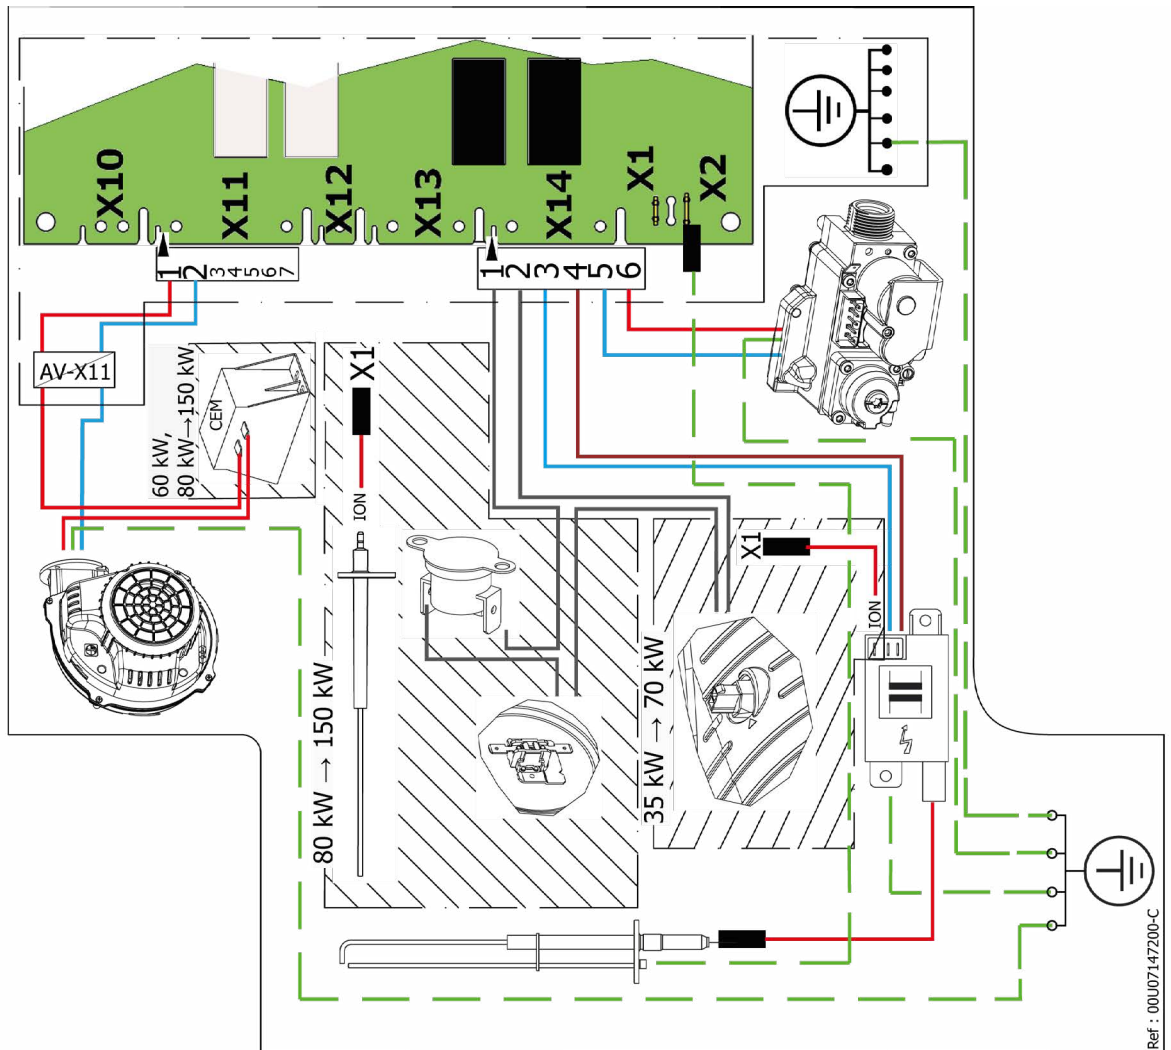 X10
X11
X12
X13
X14
X1
X2
1
2
3
4
5
6
7
1
2
3
4
5
6
AV-X11
60 kW,
80 kW→150 kW
CEM
X1
ION
80 kW → 150 kW
X1
ION
35 kW → 70 kW
Ref : 00U07147200-C